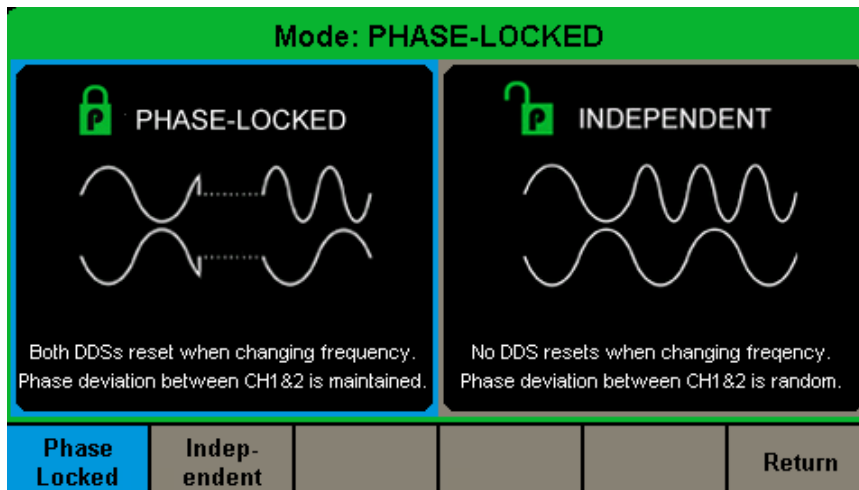 Mode: PHASE-LOCKED
PHASE-LOCKED
Both DDSs reset when changing frequency.
Phase deviation between CH1&2 is maintained.
INDEPENDENT
No DDS resets when changing freqency.
Phase deviation between CH1&2 is random.
Phase
Locked
Indep-
endent
Return